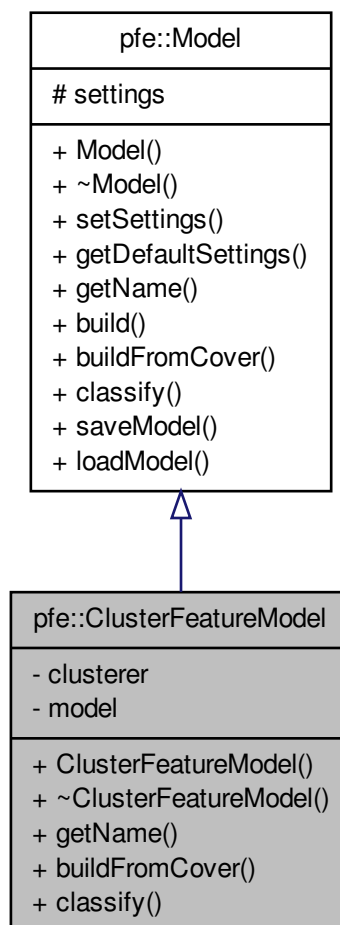 pfe::Model
# settings
+ Model()
+ ~Model()
+ setSettings()
+ getDefaultSettings()
+ getName()
+ build()
+ buildFromCover()
+ classify()
+ saveModel()
+ loadModel()
pfe::ClusterFeatureModel
- clusterer
- model
+ ClusterFeatureModel()
+ ~ClusterFeatureModel()
+ getName()
+ buildFromCover()
+ classify()